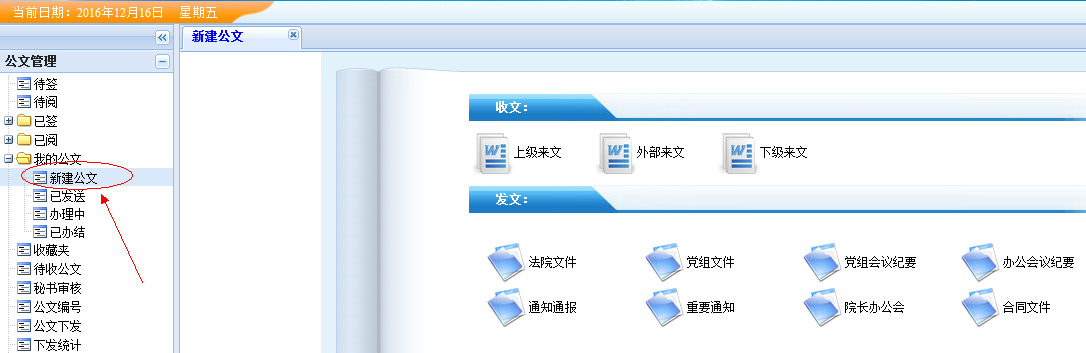 当前日期：2016年12月16日 星期五
公文管理
待签
待阅
已签
已阅
我的公文
新建公文
已发送
办理中
已办结
收藏夹
待收公文
秘书审核
公文编号
公文下发
下发统计
新建公文
收文：
上级来文 外部来文 下级来文
发文：
法院文件 党组文件 党组会议纪要 办公会议纪要
通知通报 重要通知 院长办公会 合同文件